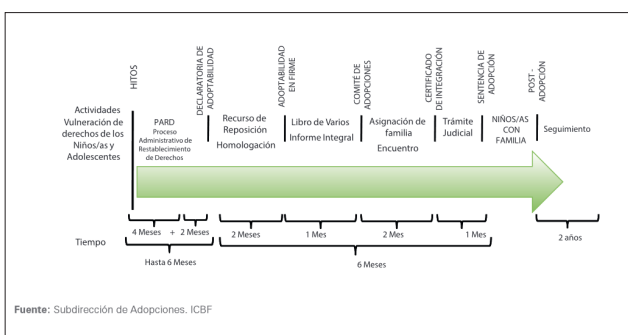 HITOS
DECLARATORIA DE
ADOPTABILIDAD
ADOPTABILIDAD
EN FIRME
COMITÉ DE
ADOPCIONES
CERTIFICADO
DE INTEGRACIÓN
SENTENCIA DE
ADOPCIÓN
POST-
ADOPCIÓN
Actividades
Vulneración de
derechos de los
Niños/as y
Adolescentes
PARD
Proceso
Administrativo de
Restablecimiento
de Derechos
Recurso de
Reposición
Homologación
Libro de Varios
Informe Integral
Asignación de
familia
Encuentro
Trámite
Judicial
NIÑOS/AS
CON
FAMILIA
Seguimiento
Tiempo
4 Meses + 2 Meses
Hasta 6 Meses
2 Meses
1 Mes
2 Mes
1 Mes
6 Meses
2 años
Fuente: Subdirección de Adopciones. ICBF